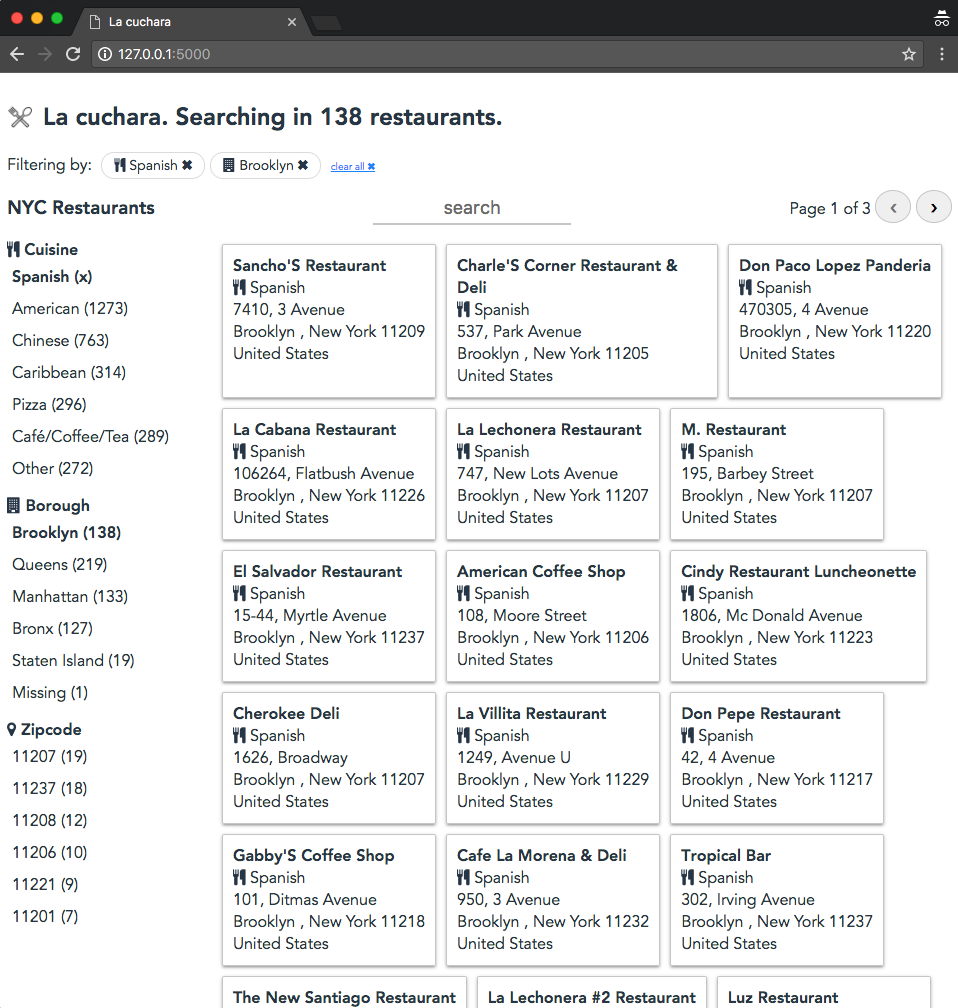 La cuchara
127.0.0.1:5000
La cuchara. Searching in 138 restaurants.
Filtering by: Spanish ✖ Brooklyn ✖ clear all ✖
NYC Restaurants
search
Page 1 of 3 ‹ ›
Cuisine
Spanish (x)
American (1273)
Chinese (763)
Caribbean (314)
Pizza (296)
Café/Coffee/Tea (289)
Other (272)
Borough
Brooklyn (138)
Queens (219)
Manhattan (133)
Bronx (127)
Staten Island (19)
Missing (1)
Zipcode
11207 (19)
11237 (18)
11208 (12)
11206 (10)
11221 (9)
11201 (7)
Sancho'S Restaurant
Spanish
7410, 3 Avenue
Brooklyn , New York 11209
United States
Charle'S Corner Restaurant &
Deli
Spanish
537, Park Avenue
Brooklyn , New York 11205
United States
Don Paco Lopez Panderia
Spanish
470305, 4 Avenue
Brooklyn , New York 11220
United States
La Cabana Restaurant
Spanish
106264, Flatbush Avenue
Brooklyn , New York 11226
United States
La Lechonera Restaurant
Spanish
747, New Lots Avenue
Brooklyn , New York 11207
United States
M. Restaurant
Spanish
195, Barbey Street
Brooklyn , New York 11207
United States
El Salvador Restaurant
Spanish
15-44, Myrtle Avenue
Brooklyn , New York 11237
United States
American Coffee Shop
Spanish
108, Moore Street
Brooklyn , New York 11206
United States
Cindy Restaurant Luncheonette
Spanish
1806, Mc Donald Avenue
Brooklyn , New York 11223
United States
Cherokee Deli
Spanish
1626, Broadway
Brooklyn , New York 11207
United States
La Villita Restaurant
Spanish
1249, Avenue U
Brooklyn , New York 11229
United States
Don Pepe Restaurant
Spanish
42, 4 Avenue
Brooklyn , New York 11217
United States
Gabby'S Coffee Shop
Spanish
101, Ditmas Avenue
Brooklyn , New York 11218
United States
Cafe La Morena & Deli
Spanish
950, 3 Avenue
Brooklyn , New York 11232
United States
Tropical Bar
Spanish
302, Irving Avenue
Brooklyn , New York 11237
United States
The New Santiago Restaurant
La Lechonera #2 Restaurant
Luz Restaurant